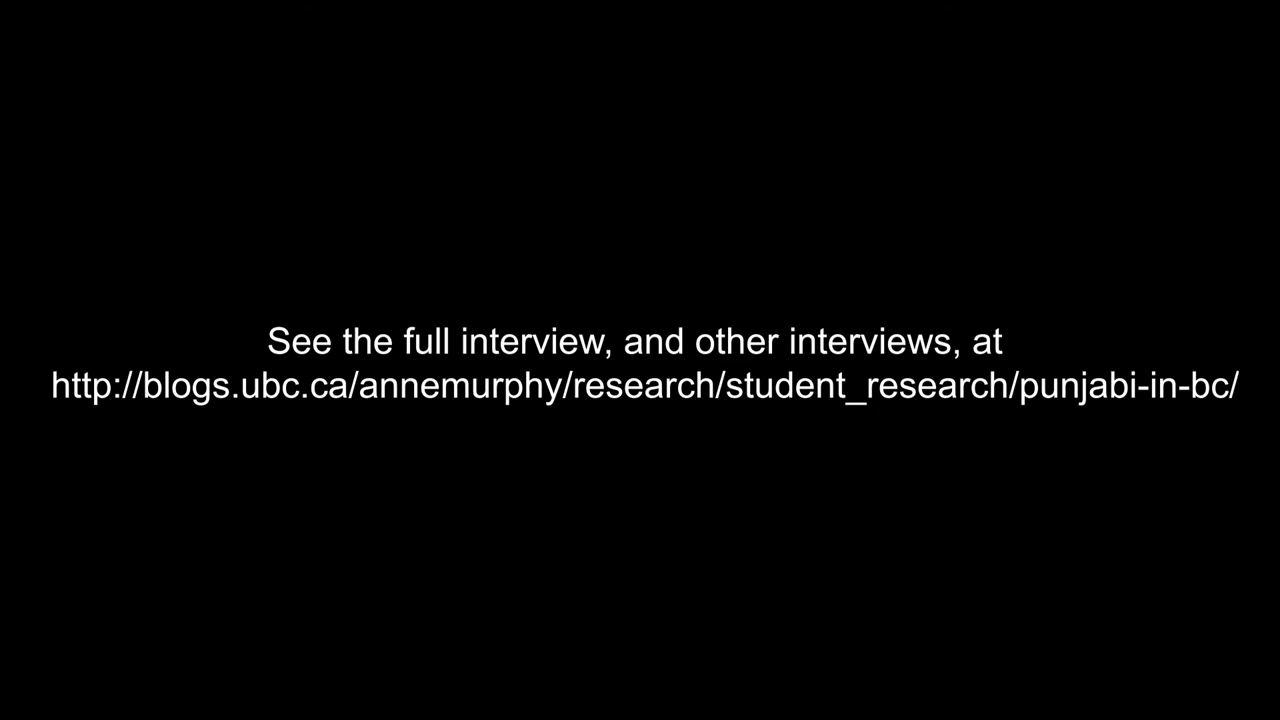 See the full interview, and other interviews, at
http://blogs.ubc.ca/annemurphy/research/student_research/punjabi-in-bc/